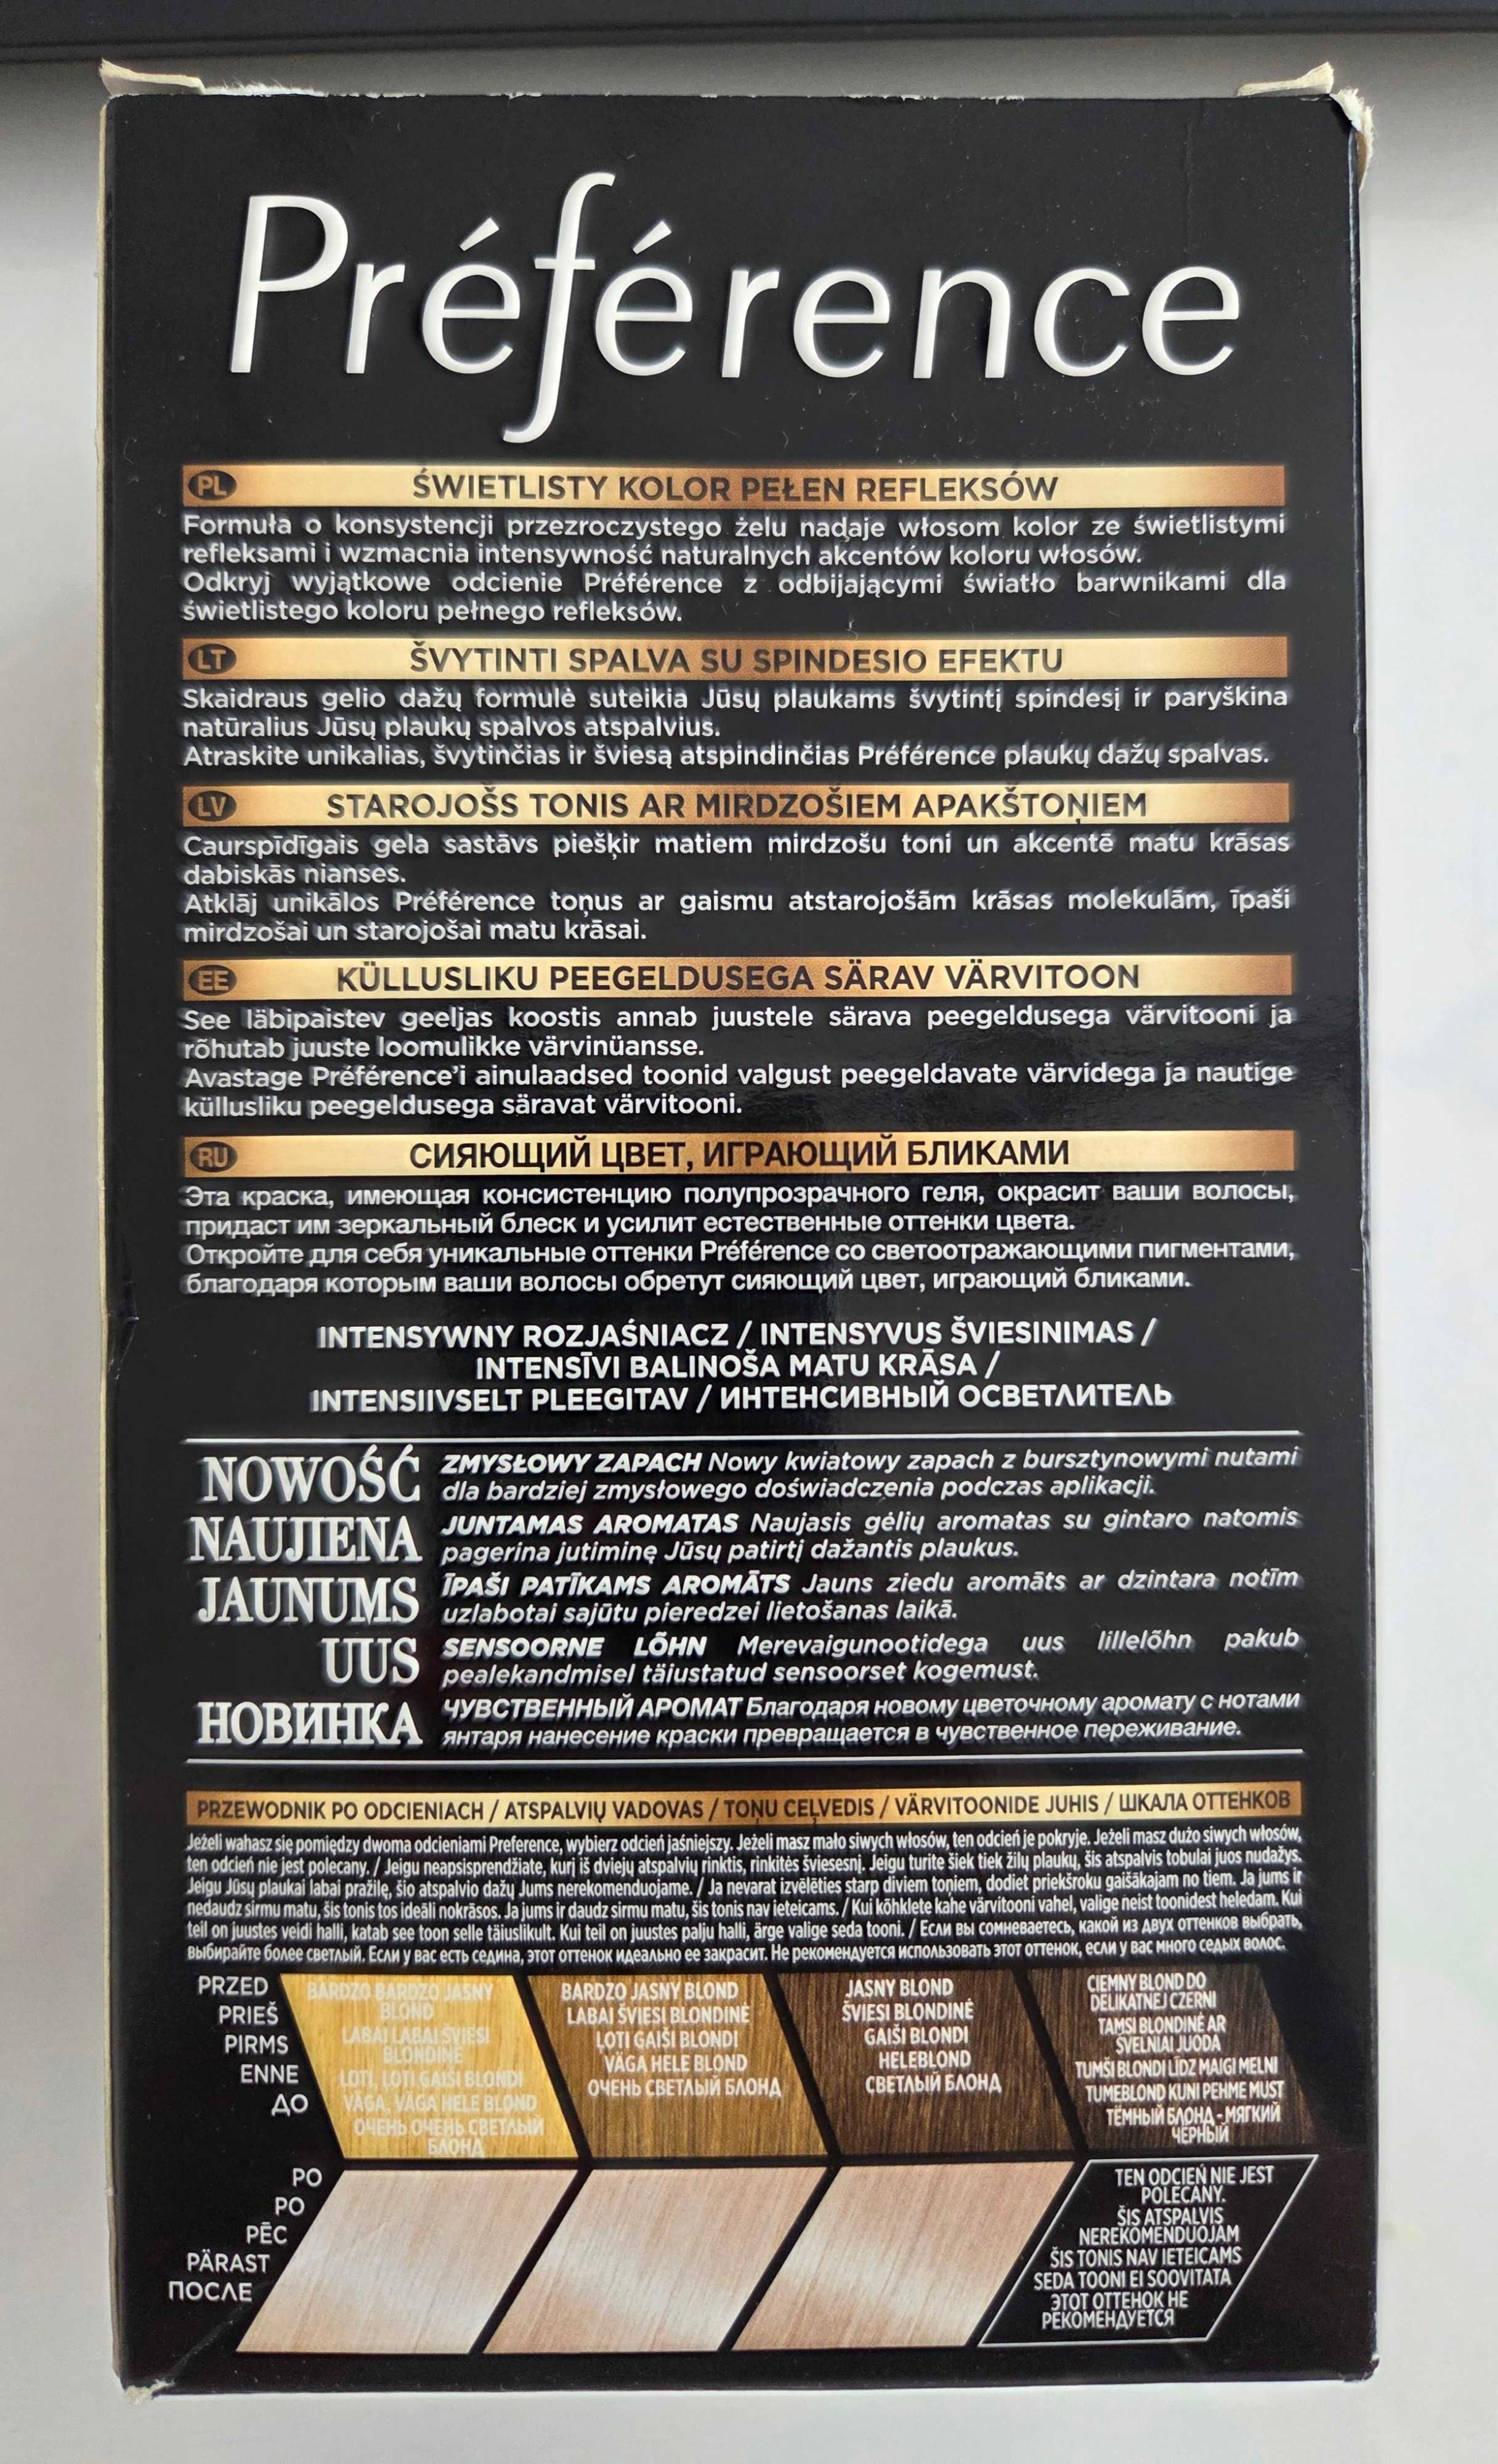 Préférence
PL ŚWIETLISTY KOLOR PEŁEN REFLEKSÓW
Formuła o konsystencji przezroczystego żelu nadaje włosom kolor ze świetlistymi
refleksami i wzmacnia intensywność naturalnych akcentów koloru włosów.
Odkryj wyjątkowe odcienie Préférence z odbijającymi światło barwnikami dla
świetlistego koloru pełnego refleksów.
LT ŠVYTINTI SPALVA SU SPINDESIO EFEKTU
Skaidraus gelio dažų formulė suteikia Jūsų plaukams švytintį spindesį ir paryškina
natūralius Jūsų plaukų spalvos atspalvius.
Atraskite unikalias, švytinčias ir šviesą atspindinčias Préférence plaukų dažų spalvas.
LV STAROJOŠS TONIS AR MIRDZOŠIEM APAKŠTOŅIEM
Caurspīdīgais gela sastāvs piešķir matiem mirdzošu toni un akcentē matu krāsas
dabiskās nianses.
Atklāj unikālos Préférence toņus ar gaismu atstarojošām krāsas molekulām, īpaši
mirdzošai un starojošai matu krāsai.
EE KÜLLUSLIKU PEEGELDUSEGA SÄRAV VÄRVITOON
See läbipaistev geeljas koostis annab juustele särava peegeldusega värvitooni ja
rõhutab juuste loomulikke värvinüansse.
Avastage Préférence’i ainulaadsed toonid valgust peegeldavate värvidega ja nautige
küllusliku peegeldusega säravat värvitooni.
RU СИЯЮЩИЙ ЦВЕТ, ИГРАЮЩИЙ БЛИКАМИ
Эта краска, имеющая консистенцию полупрозрачного геля, окрасит ваши волосы,
придаст им зеркальный блеск и усилит естественные оттенки цвета.
Откройте для себя уникальные оттенки Préférence со светоотражающими пигментами,
благодаря которым ваши волосы обретут сияющий цвет, играющий бликами.
INTENSYWNY ROZJAŚNIACZ / INTENSYVUS ŠVIESINIMAS /
INTENSĪVI BALINOŠA MATU KRĀSA /
INTENSIIVSELT PLEEGITAV / ИНТЕНСИВНЫЙ ОСВЕТЛИТЕЛЬ
NOWOŚĆ ZMYSŁOWY ZAPACH Nowy kwiatowy zapach z bursztynowymi nutami
dla bardziej zmysłowego doświadczenia podczas aplikacji.
NAUJIENA JUNTAMAS AROMATAS Naujasis gėlių aromatas su gintaro natomis
pagerina jutiminę Jūsų patirtį dažantis plaukus.
JAUNUMS ĪPAŠI PATĪKAMS AROMĀTS Jauns ziedu aromāts ar dzintara notīm
uzlabotai sajūtu pieredzei lietošanas laikā.
UUS SENSOORNE LÕHN Merevaigunootidega uus lillelõhn pakub
pealekandmisel täiustatud sensoorset kogemust.
НОВИНКА ЧУВСТВЕННЫЙ АРОМАТ Благодаря новому цветочному аромату с нотами
янтаря нанесение краски превращается в чувственное переживание.
PRZEWODNIK PO ODCIENIACH / ATSPALVIŲ VADOVAS / TOŅU CEĻVEDIS / VÄRVITOONIDE JUHIS / ШКАЛА ОТТЕНКОВ
Jeżeli wahasz się pomiędzy dwoma odcieniami Preference, wybierz odcień jaśniejszy. Jeżeli masz mało siwych włosów, ten odcień je pokryje. Jeżeli masz dużo siwych włosów,
ten odcień nie jest polecany. / Jeigu neapsisprendžiate, kurį iš dviejų atspalvių rinktis, rinkitės šviesesnį. Jeigu turite šiek tiek žilų plaukų, šis atspalvis tobulai juos nudažys.
Jeigu Jūsų plaukai labai pražilę, šio atspalvio dažų Jums nerekomenduojame. / Ja nevarat izvēlēties starp diviem toņiem, dodiet priekšroku gaišākajam no tiem. Ja jums ir
nedaudz sirmu matu, šis tonis tos ideāli nokrāsos. Ja jums ir daudz sirmu matu, šis tonis nav ieteicams. / Kui kõhklete kahe värvitooni vahel, valige neist toonidest heledam. Kui
teil on juustes veidi halli, katab see toon selle täiuslikult. Kui teil on juustes palju halli, ärge valige seda tooni. / Если вы сомневаетесь, какой из двух оттенков выбрать,
выбирайте более светлый. Если у вас есть седина, этот оттенок идеально ее закрасит. Не рекомендуется использовать этот оттенок, если у вас много седых волос.
PRZED
PRIEŠ
PIRMS
ENNE
ДО
BARDZO BARDZO JASNY
BLOND
LABAI LABAI ŠVIESI
BLONDINĖ
LOTI, LOTI GAIŠI BLONDI
VÄGA, VÄGA HELE BLOND
ОЧЕНЬ ОЧЕНЬ СВЕТЛЫЙ
БЛОНД
BARDZO JASNY BLOND
LABAI ŠVIESI BLONDINĖ
ĻOTI GAIŠI BLONDI
VÄGA HELE BLOND
ОЧЕНЬ СВЕТЛЫЙ БЛОНД
JASNY BLOND
ŠVIESI BLONDINĖ
GAIŠI BLONDI
HELEBLOND
СВЕТЛЫЙ БЛОНД
CIEMNY BLOND DO
DELIKATNEJ CZERNI
TAMSI BLONDINĖ AR
ŠVELNIAI JUODA
TUMŠI BLONDI LĪDZ MAIGI MELNI
TUMEBLOND KUNI PEHME MUST
ТЁМНЫЙ БЛОНД - МЯГКИЙ
ЧЕРНЫЙ
PO
PO
PĒC
PÄRAST
ПОСЛЕ
TEN ODCIEŃ NIE JEST
POLECANY.
ŠIS ATSPALVIS
NEREKOMENDUOJAM
ŠIS TONIS NAV IETEICAMS
SEDA TOONI EI SOOVITATA
ЭТОТ ОТТЕНОК НЕ
РЕКОМЕНДУЕТСЯ